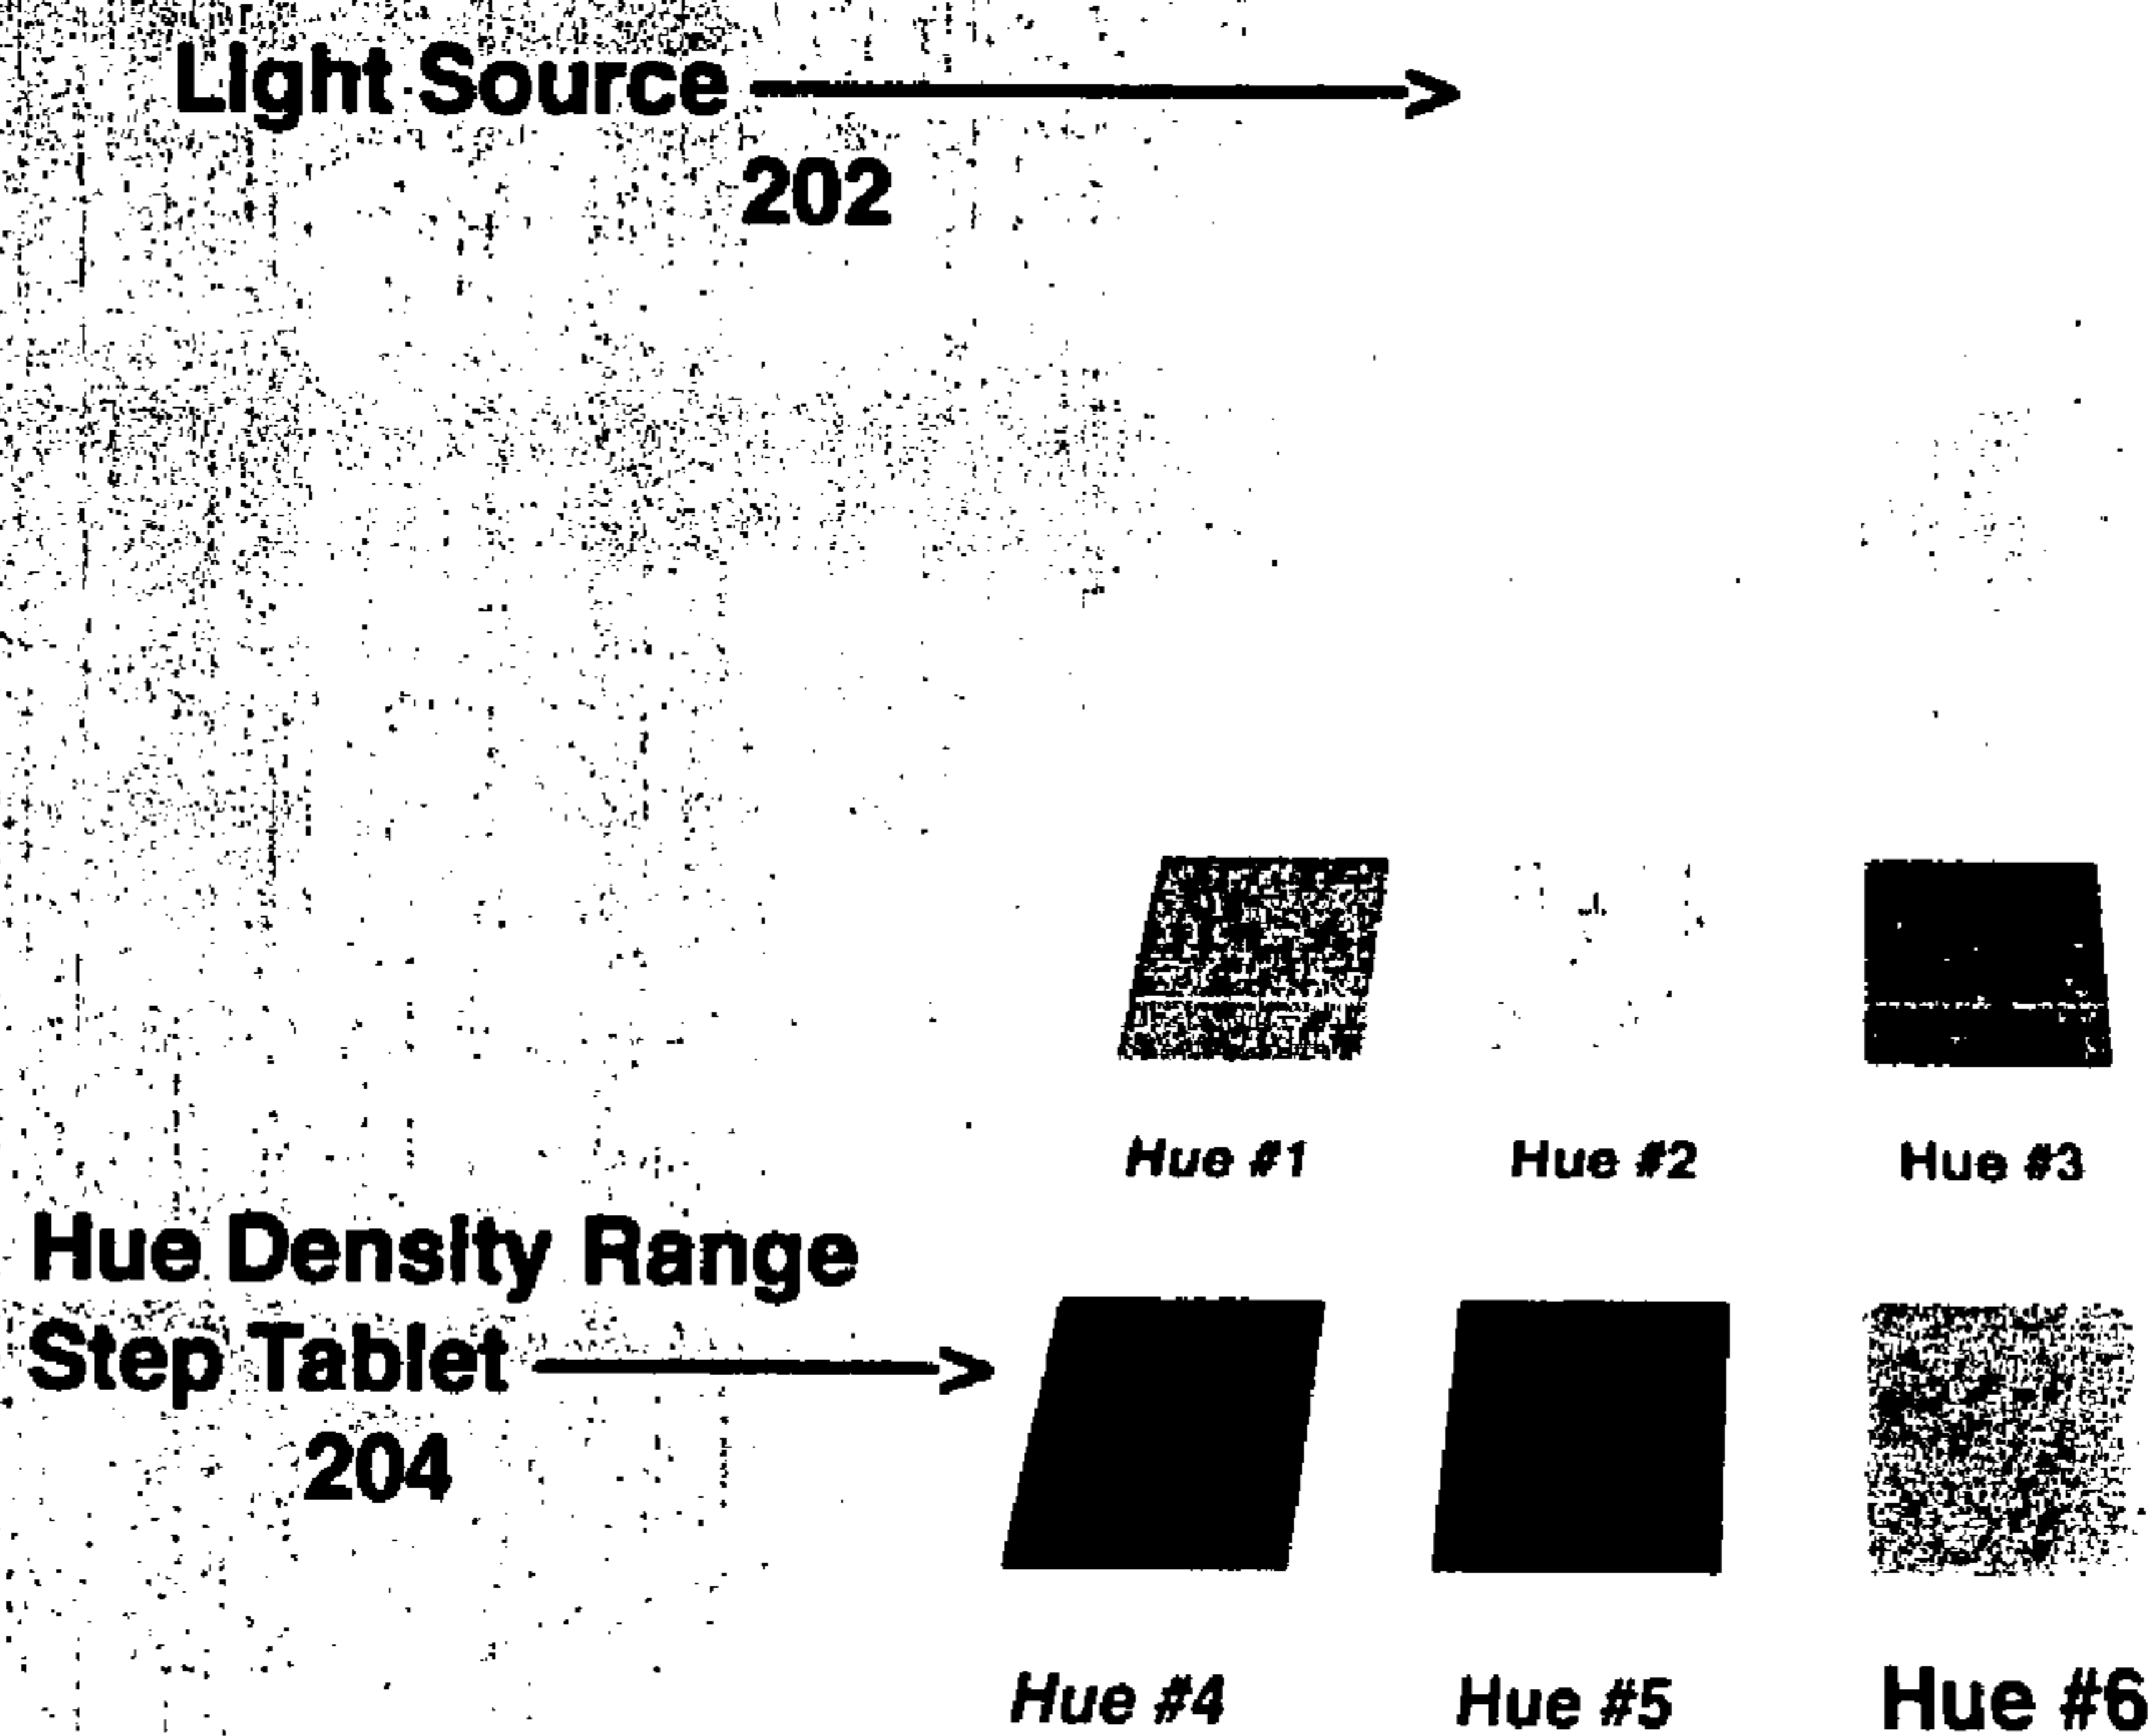 Light Source
202
Hue #1 Hue #2 Hue #3
Hue Density Range
Step Tablet
204
Hue #4 Hue #5 Hue #6